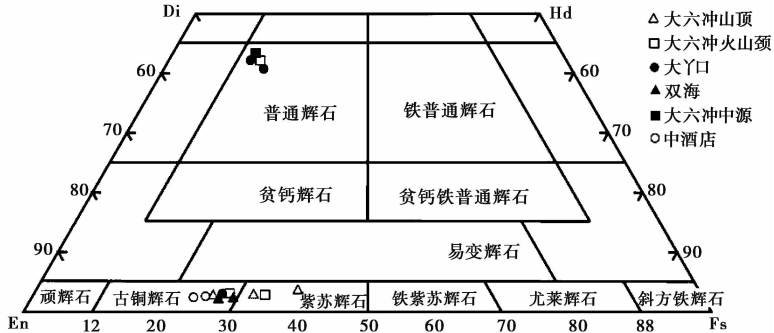 Di
Hd
△ 大六冲山顶
□ 大六冲火山颈
● 大丫口
▲ 双海
■ 大六冲中源
○ 中酒店
60
60
普通辉石
铁普通辉石
70
70
贫钙辉石
贫钙铁普通辉石
80
80
易变辉石
90
90
顽辉石
古铜辉石
紫苏辉石
铁紫苏辉石
尤莱辉石
斜方铁辉石
En 12 20 30 40 50 60 70 80 88 Fs